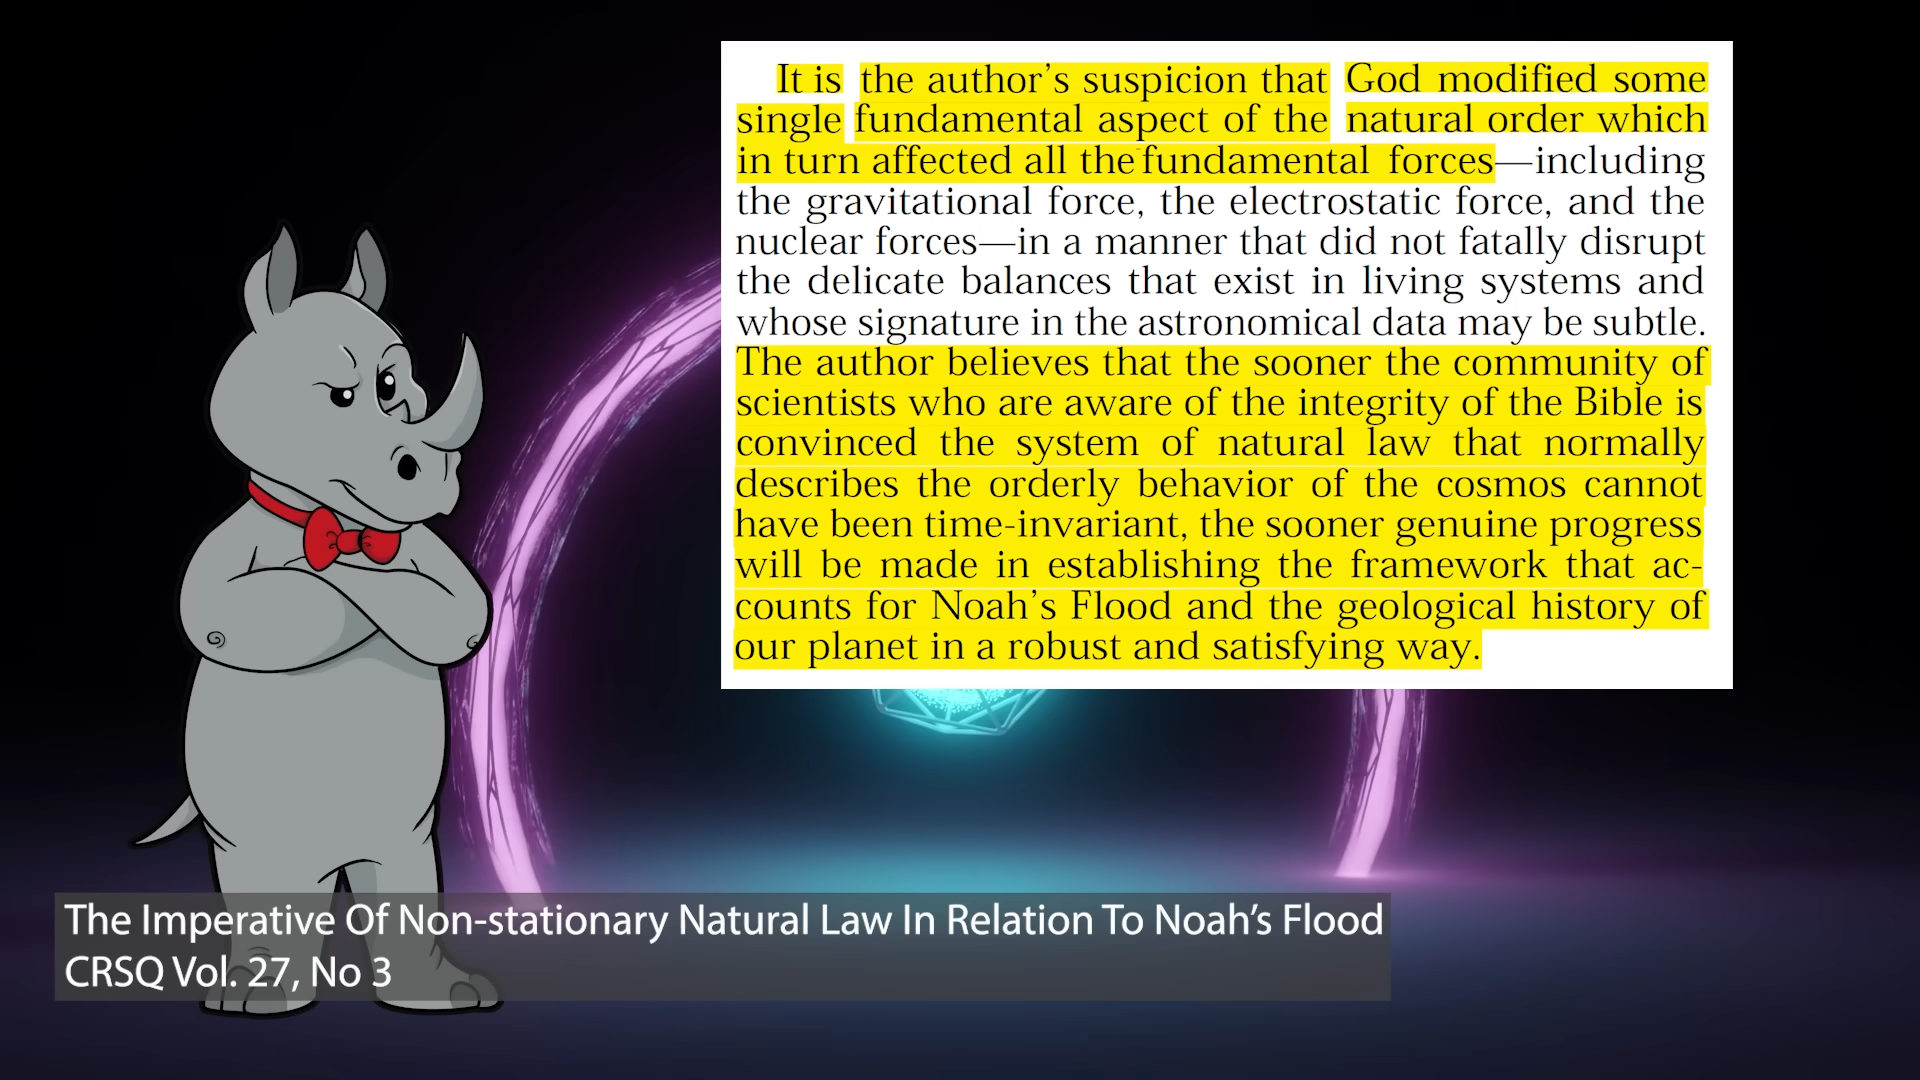 It is the author's suspicion that God modified some
single fundamental aspect of the natural order which
in turn affected all the fundamental forces—including
the gravitational force, the electrostatic force, and the
nuclear forces—in a manner that did not fatally disrupt
the delicate balances that exist in living systems and
whose signature in the astronomical data may be subtle.
The author believes that the sooner the community of
scientists who are aware of the integrity of the Bible is
convinced the system of natural law that normally
describes the orderly behavior of the cosmos cannot
have been time-invariant, the sooner genuine progress
will be made in establishing the framework that ac-
counts for Noah's Flood and the geological history of
our planet in a robust and satisfying way.
The Imperative Of Non-stationary Natural Law In Relation To Noah's Flood
CRSQ Vol. 27, No 3